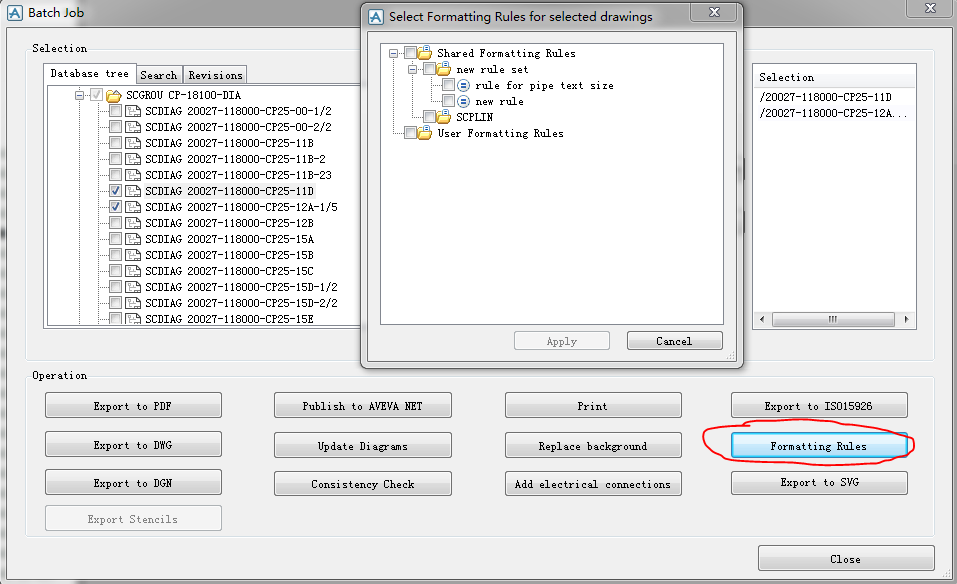 Batch Job
Selection
Database tree Search Revisions
SCGROU CP-18100-DIA
SCDIAG 20027-118000-CP25-00-1/2
SCDIAG 20027-118000-CP25-00-2/2
SCDIAG 20027-118000-CP25-11B
SCDIAG 20027-118000-CP25-11B-2
SCDIAG 20027-118000-CP25-11B-23
SCDIAG 20027-118000-CP25-11D
SCDIAG 20027-118000-CP25-12A-1/5
SCDIAG 20027-118000-CP25-12B
SCDIAG 20027-118000-CP25-15A
SCDIAG 20027-118000-CP25-15B
SCDIAG 20027-118000-CP25-15C
SCDIAG 20027-118000-CP25-15D-1/2
SCDIAG 20027-118000-CP25-15D-2/2
SCDIAG 20027-118000-CP25-15E
Select Formatting Rules for selected drawings
Shared Formatting Rules
new rule set
rule for pipe text size
new rule
SCPLIN
User Formatting Rules
Apply Cancel
Selection
/20027-118000-CP25-11D
/20027-118000-CP25-12A...
Operation
Export to PDF Publish to AVEVA NET Print Export to ISO15926
Export to DWG Update Diagrams Replace background Formatting Rules
Export to DGN Consistency Check Add electrical connections Export to SVG
Export Stencils
Close